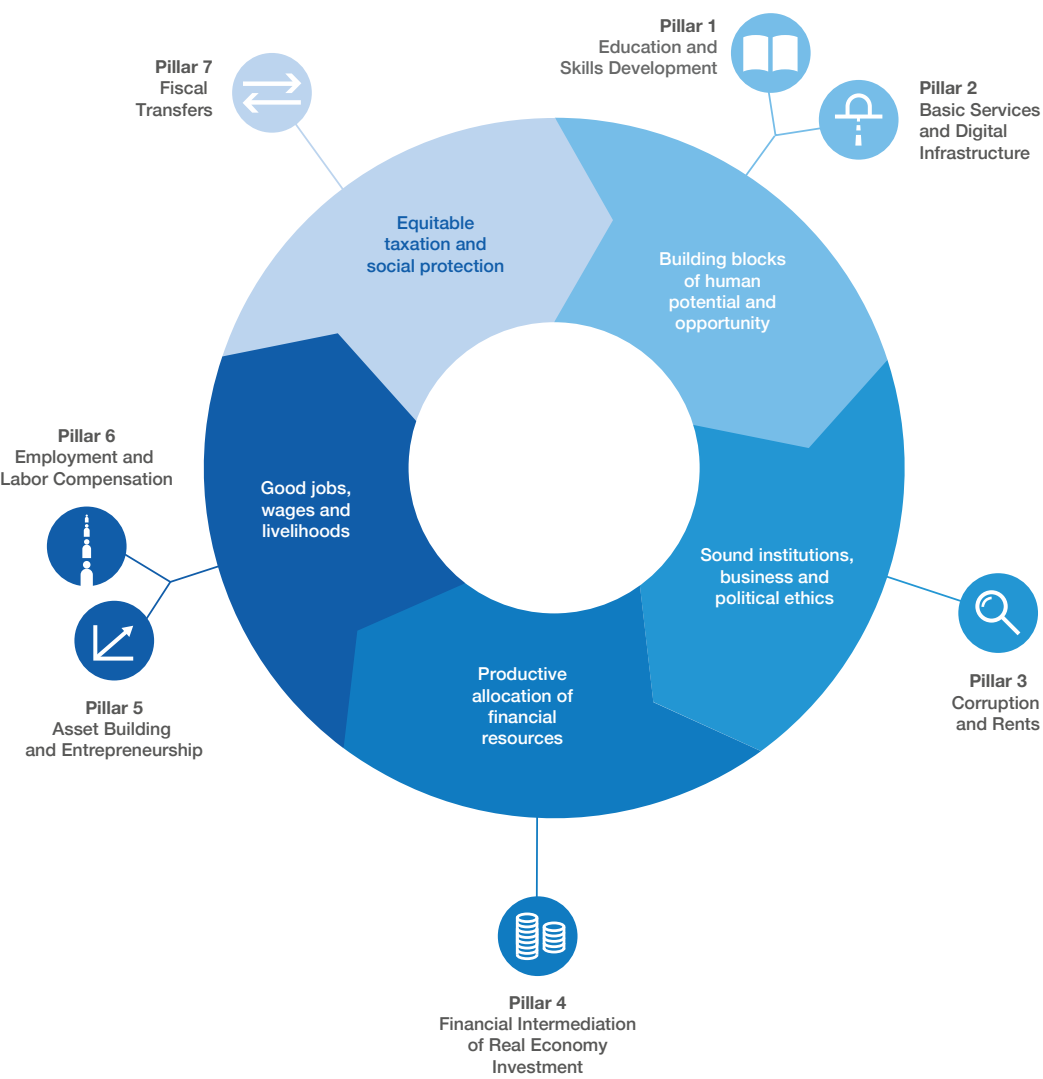 Pillar 1
Education and
Skills Development
Pillar 2
Basic Services
and Digital
Infrastructure
Pillar 7
Fiscal
Transfers
Equitable
taxation and
social protection
Building blocks
of human
potential and
opportunity
Pillar 6
Employment and
Labor Compensation
Good jobs,
wages and
livelihoods
Sound institutions,
business and
political ethics
Pillar 5
Asset Building
and Entrepreneurship
Productive
allocation of
financial
resources
Pillar 3
Corruption
and Rents
Pillar 4
Financial Intermediation
of Real Economy
Investment